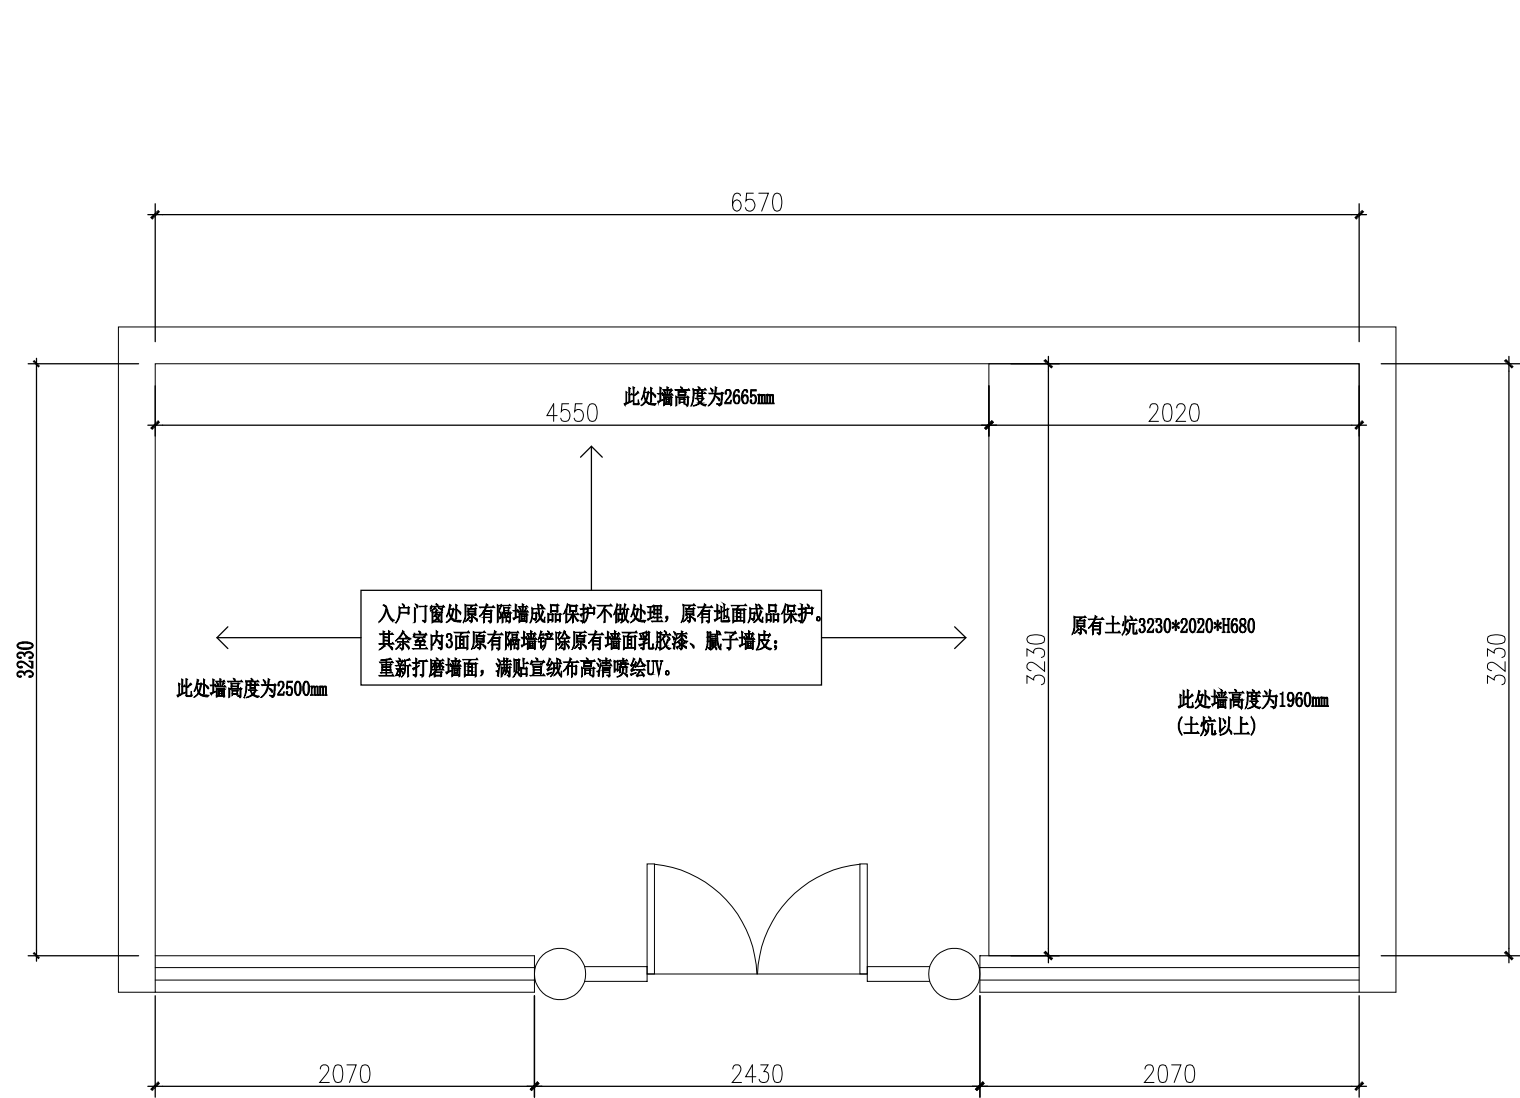 6570
此处墙高度为2665mm
4550
2020
入户门窗处原有隔墙成品保护不做处理，原有地面成品保护。
其余室内3面原有隔墙铲除原有墙面乳胶漆、腻子墙皮；
重新打磨墙面，满贴宣绒布高清喷绘UV。
3230
此处墙高度为2500mm
3230
原有土炕3230*2020*H680
此处墙高度为1960mm
(土炕以上)
3230
2070
2430
2070